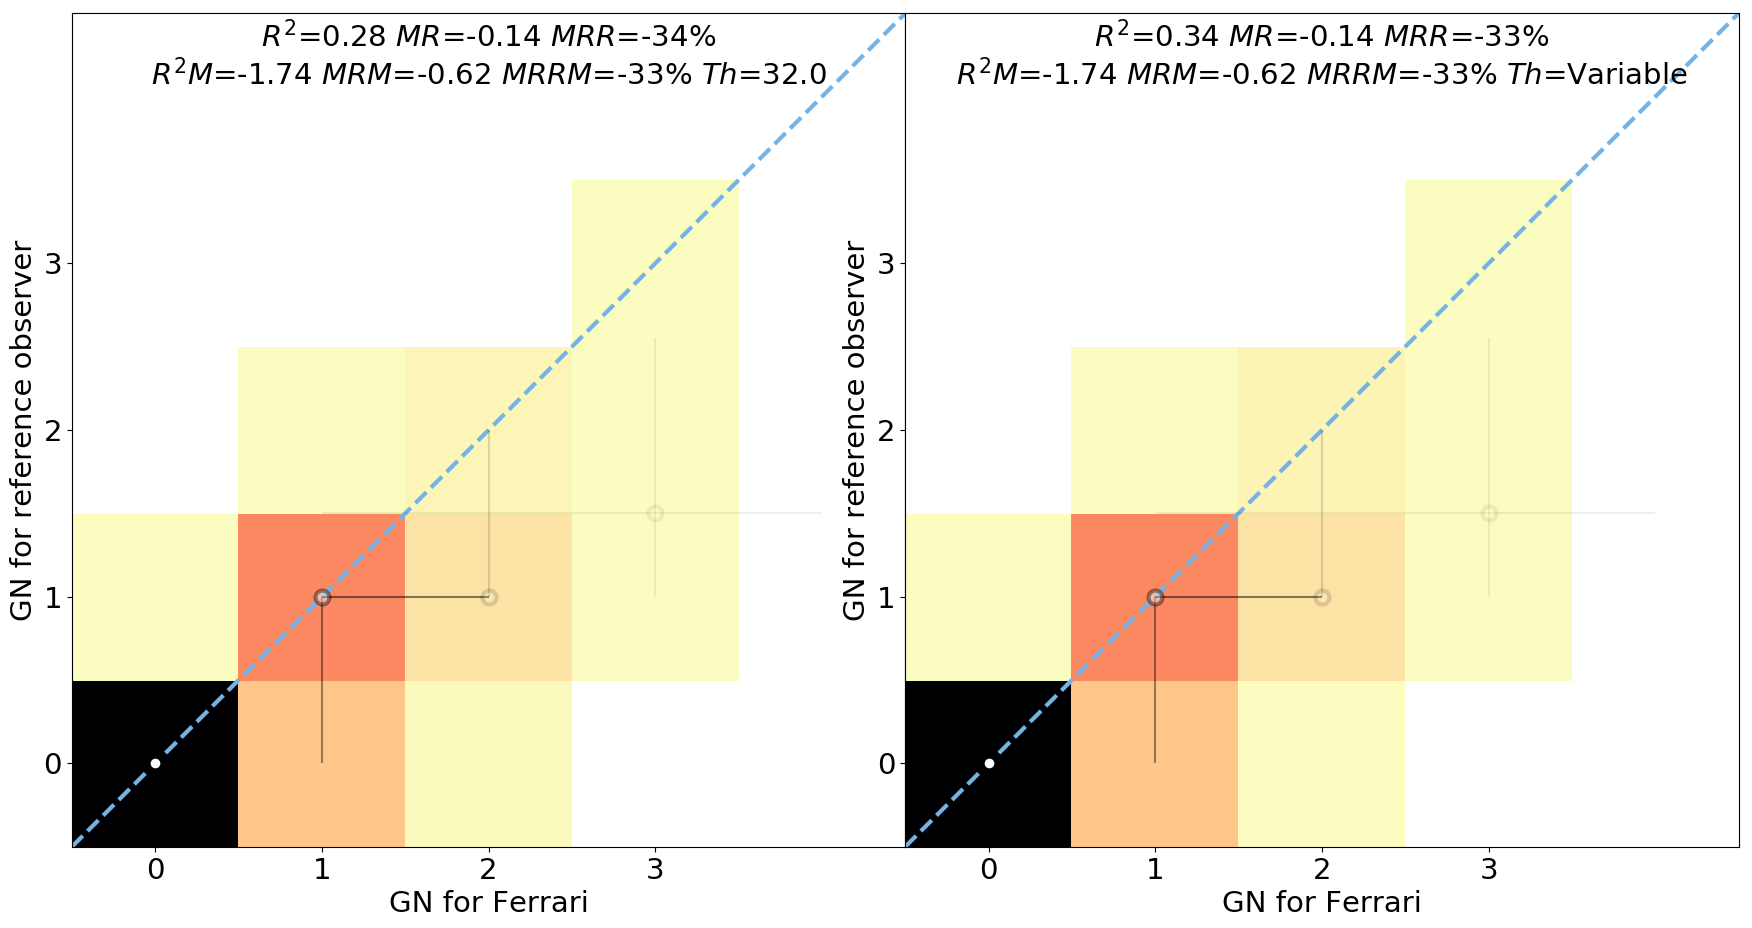 R²=0.28 MR=-0.14 MRR=-34%
R²M=-1.74 MRM=-0.62 MRRM=-33% Th=32.0
GN for reference observer
3
2
1
0
0 1 2 3
GN for Ferrari
R²=0.34 MR=-0.14 MRR=-33%
R²M=-1.74 MRM=-0.62 MRRM=-33% Th=Variable
GN for reference observer
3
2
1
0
0 1 2 3
GN for Ferrari